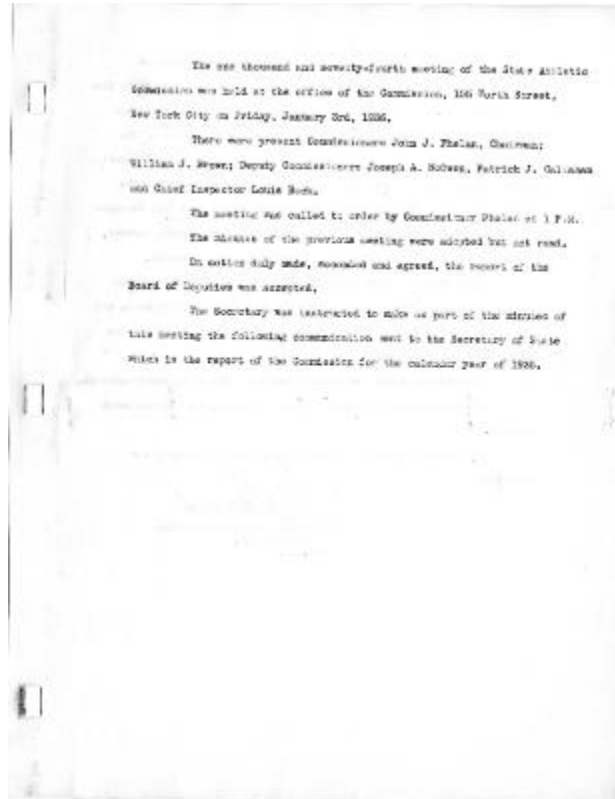 The one thousand and seventy-fourth meeting of the State Athletic
Commission was held at the office of the Commission, 156 Worth Street,
New York City on Friday, January 3rd, 1936.
There were present Commissioners John J. Phelan, Chairman;
William J. Brown; Deputy Commissioners Joseph A. Patrick J.
and Chief Inspector Louis
The meeting was called to order by Commissioner Phelan at 1 P.M.
The minutes of the previous meeting were adopted but not read.
On motion duly made, seconded and agreed, the report of the
Board of Deputies was accepted.
The Secretary was instructed to make as part of the minutes of
this meeting the following communication sent to the Secretary of State
which is the report of the Commission for the calendar year of